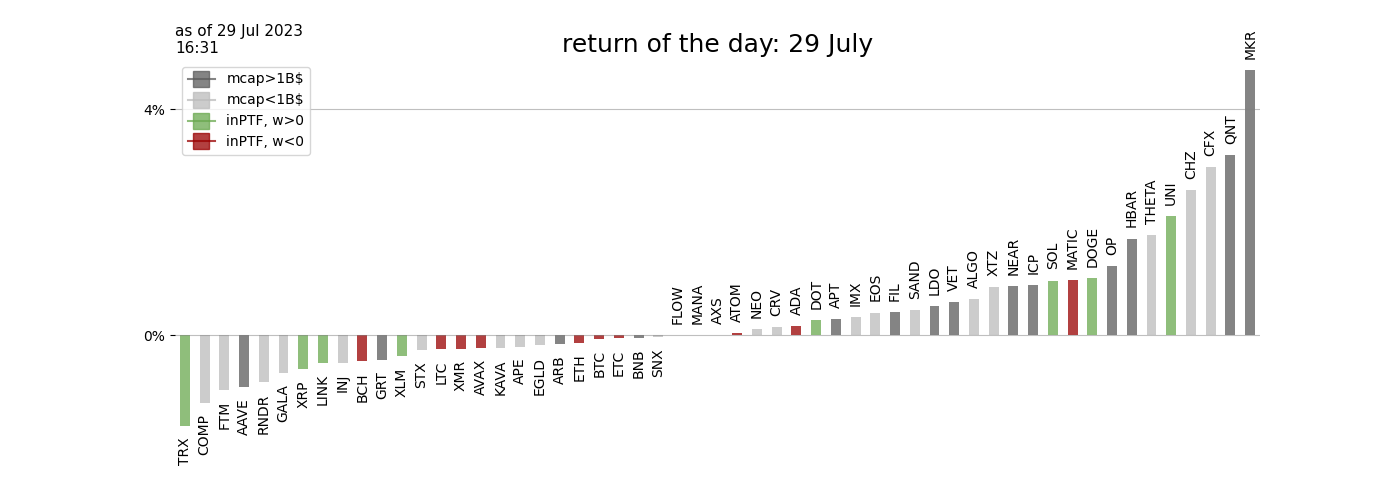 as of 29 Jul 2023
16:31
return of the day: 29 July
mcap>1B$
mcap<1B$
inPTF, w>0
inPTF, w<0
4%
0%
TRX
COMP
FTM
AAVE
RNDR
GALA
XRP
LINK
INJ
BCH
GRT
XLM
STX
LTC
XMR
AVAX
KAVA
APE
EGLD
ARB
ETH
BTC
ETC
BNB
SNX
FLOW
MANA
AXS
ATOM
NEO
CRV
ADA
DOT
APT
IMX
EOS
FIL
SAND
LDO
VET
ALGO
XTZ
NEAR
ICP
SOL
MATIC
DOGE
OP
HBAR
THETA
UNI
CHZ
CFX
QNT
MKR